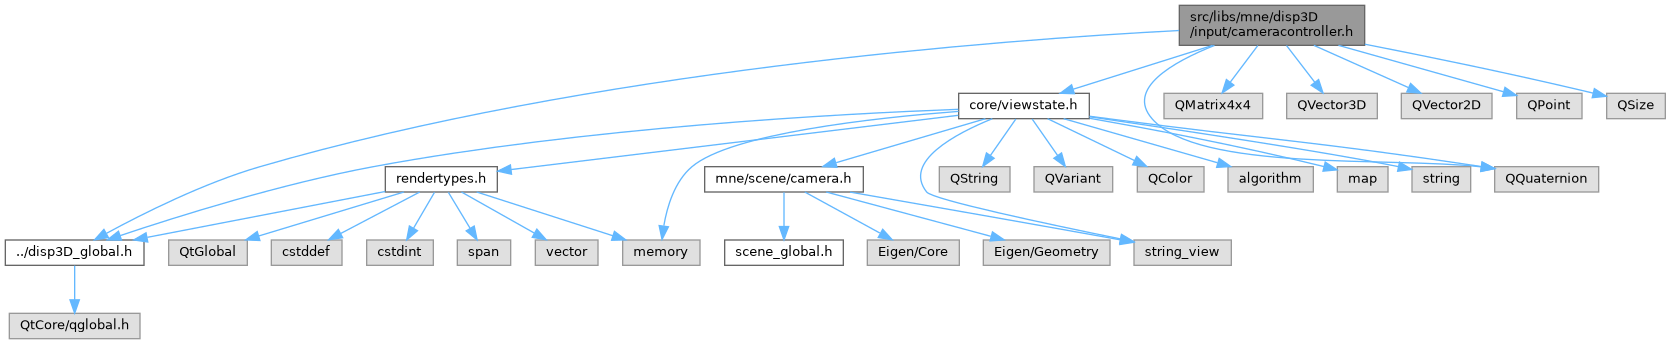 src/libs/mne/disp3D
/input/cameracontroller.h
core/viewstate.h
QMatrix4x4
QVector3D
QVector2D
QPoint
QSize
rendertypes.h
mne/scene/camera.h
QString
QVariant
QColor
algorithm
map
string
QQuaternion
../disp3D_global.h
QtGlobal
cstddef
cstdint
span
vector
memory
scene_global.h
Eigen/Core
Eigen/Geometry
string_view
QtCore/qglobal.h